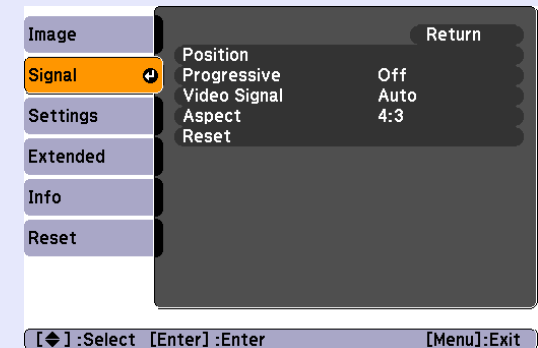 Image
Signal
Settings
Extended
Info
Reset
Return
Position
Progressive Off
Video Signal Auto
Aspect 4:3
Reset
[◆] :Select [Enter] :Enter [Menu]:Exit